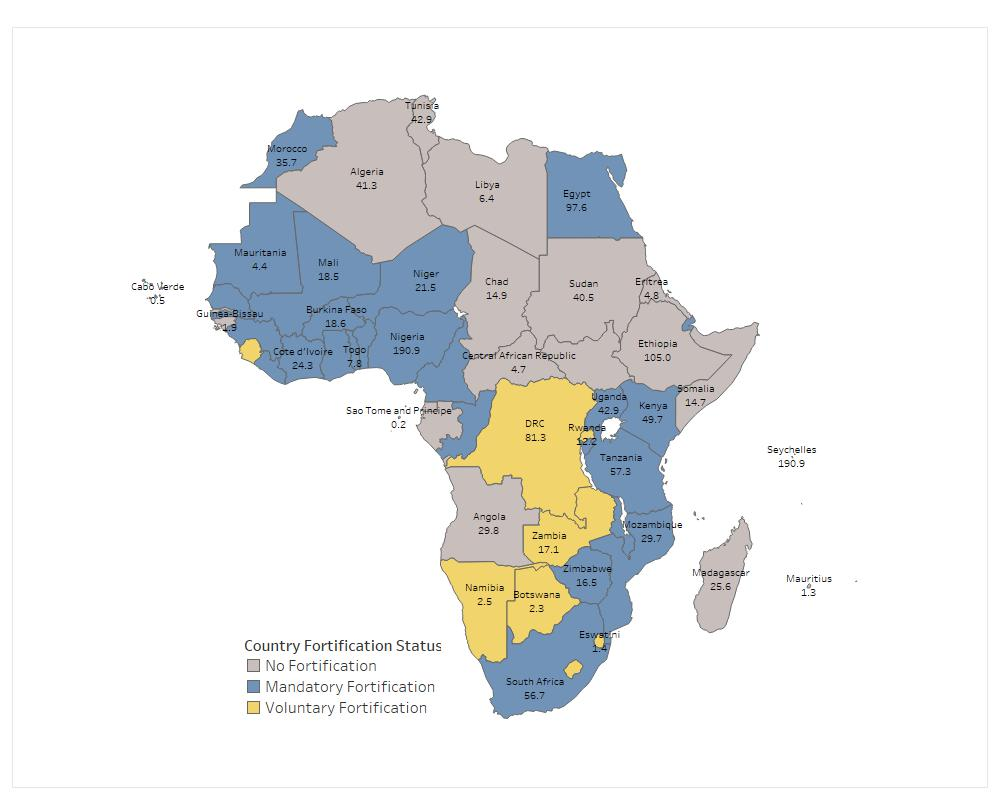 Tunisia
42.9
Morocco
35.7
Algeria
41.3
Libya
6.4
Egypt
97.6
Mauritania
4.4
Mali
18.5
Niger
21.5
Chad
14.9
Sudan
40.5
Eritrea
4.8
Cabo Verde
0.5
Guinea-Bissau
1.9
Burkina Faso
18.6
Nigeria
190.9
Cote d'Ivoire
24.3
Togo
7.8
Central African Republic
4.7
Ethiopia
105.0
Somalia
14.7
Sao Tome and Principe
0.2
DRC
81.3
Uganda
42.9
Kenya
49.7
Rwanda
12.2
Tanzania
57.3
Seychelles
190.9
Angola
29.8
Zambia
17.1
Mozambique
29.7
Madagascar
25.6
Mauritius
1.3
Namibia
2.5
Botswana
2.3
Zimbabwe
16.5
Eswatini
1.4
South Africa
56.7
Country Fortification Status
No Fortification
Mandatory Fortification
Voluntary Fortification